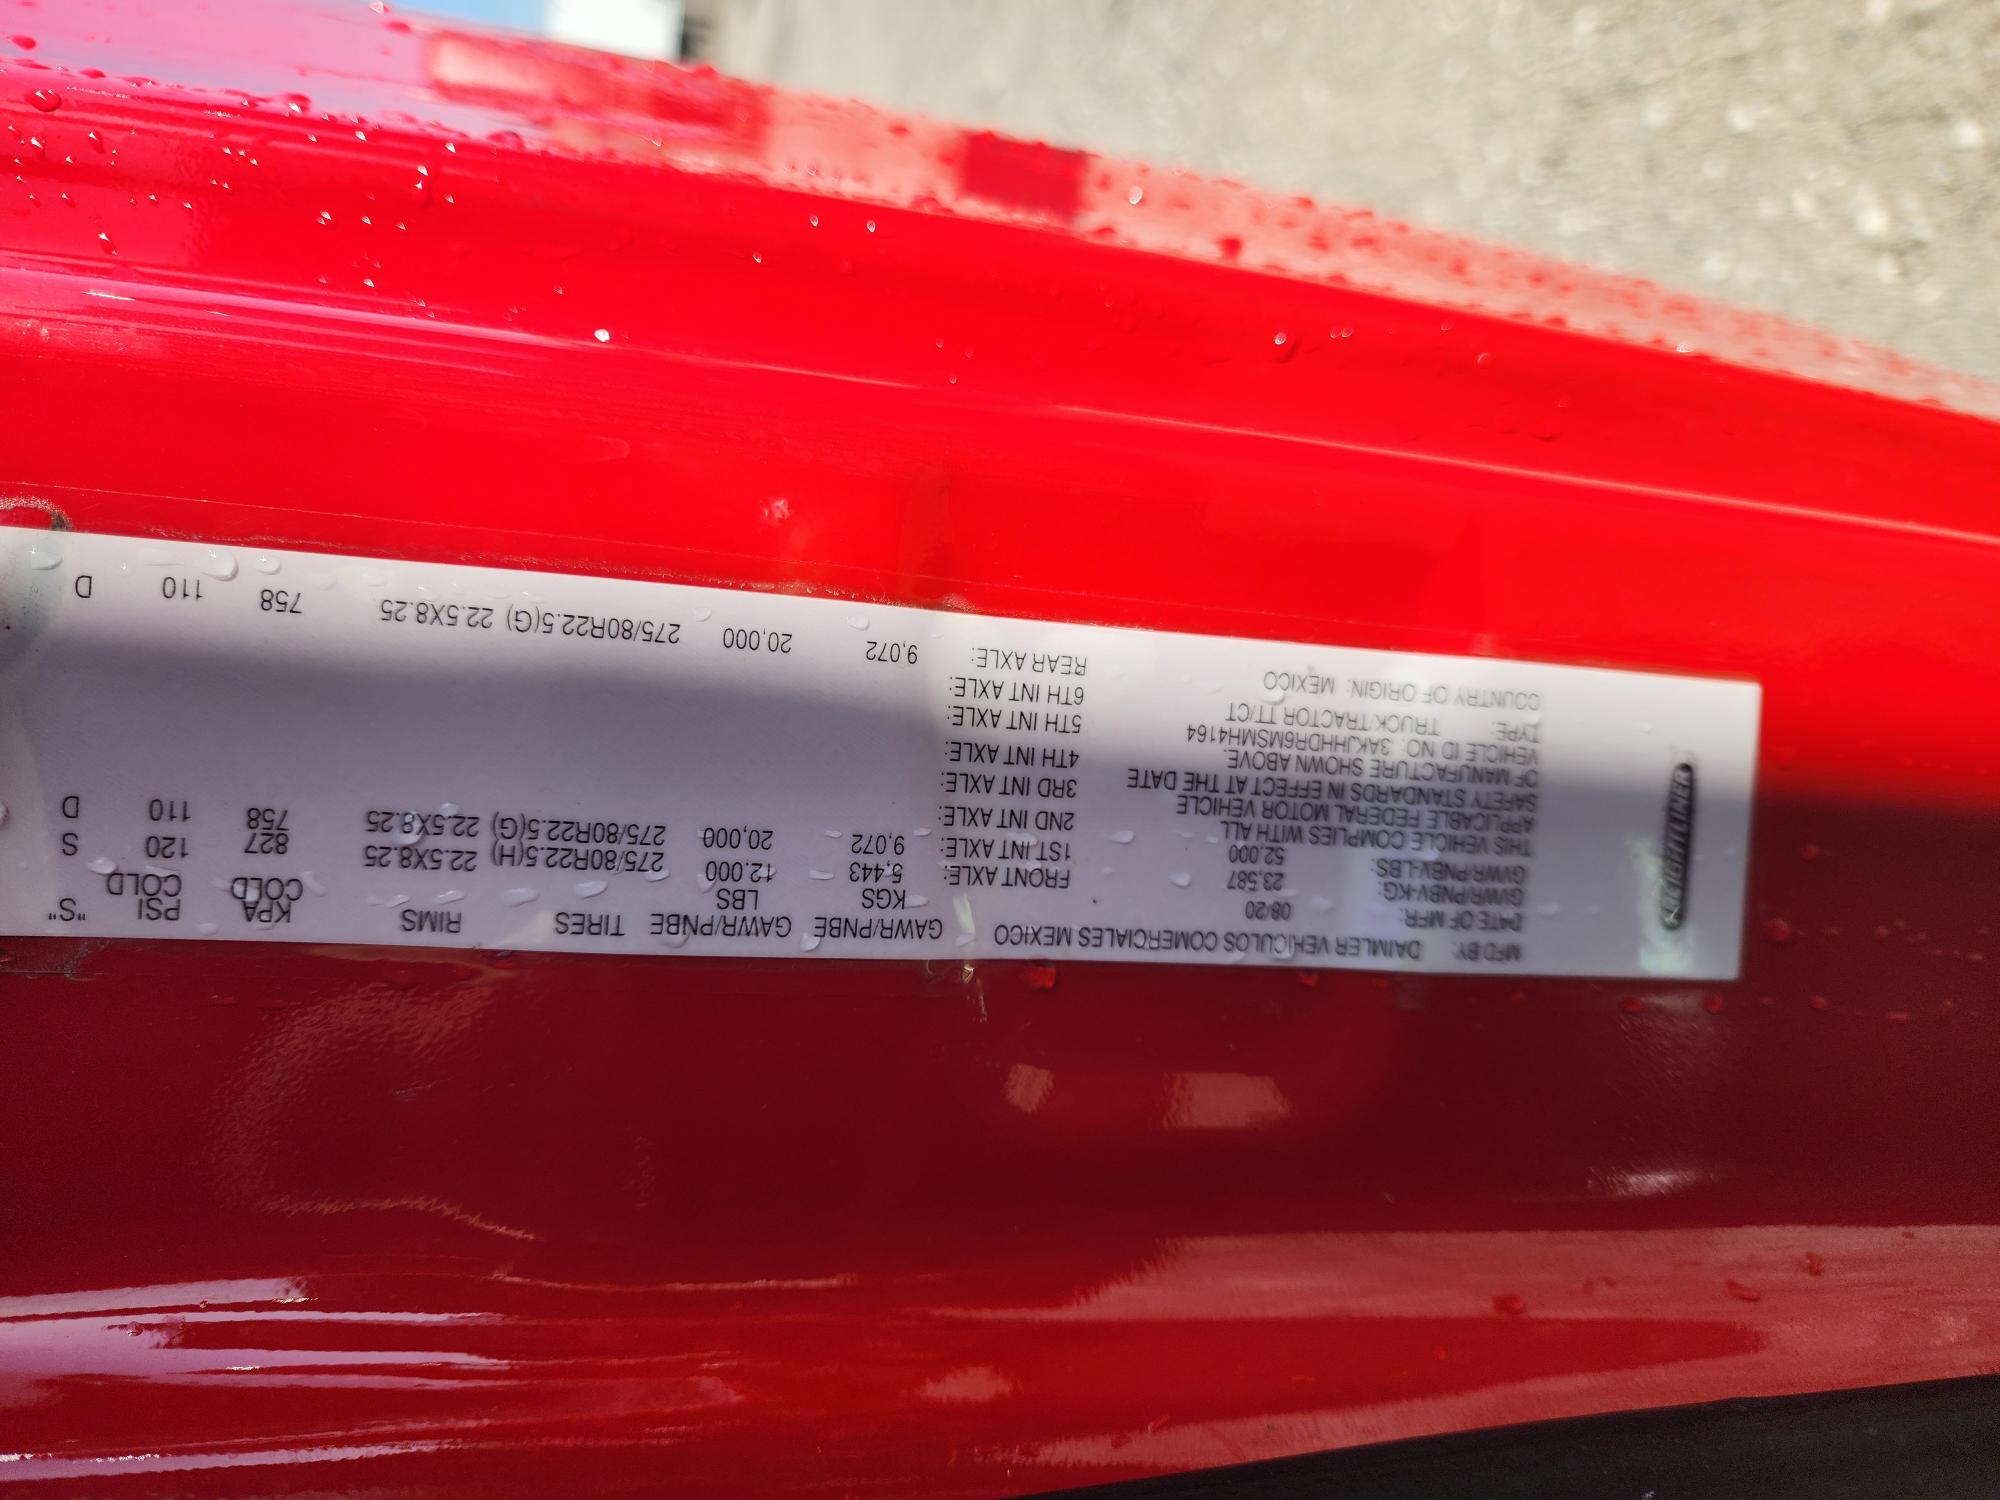 FREIGHTLINER
MFD BY: DAIMLER VEHICULOS COMERCIALES MEXICO
DATE OF MFR: 08/20
GVWR/PNBV-KG: 23,587
GVWR/PNBV-LBS: 52,000
THIS VEHICLE COMPLIES WITH ALL
APPLICABLE FEDERAL MOTOR VEHICLE
SAFETY STANDARDS IN EFFECT AT THE DATE
OF MANUFACTURE SHOWN ABOVE.
VEHICLE ID NO: 3AKJHHDR6MSMH4164
TYPE: TRUCK/TRACTOR TT/CT
COUNTRY OF ORIGIN: MEXICO
GAWR/PNBE GAWR/PNBE TIRES RIMS KPA PSI "S"
KGS LBS COLD COLD
FRONT AXLE: 5,443 12,000 275/80R22.5(H) 22.5X8.25 827 120 S
1ST INT AXLE: 9,072 20,000 275/80R22.5(G) 22.5X8.25 758 110 D
2ND INT AXLE:
3RD INT AXLE:
4TH INT AXLE:
5TH INT AXLE:
6TH INT AXLE:
REAR AXLE: 9,072 20,000 275/80R22.5(G) 22.5X8.25 758 110 D